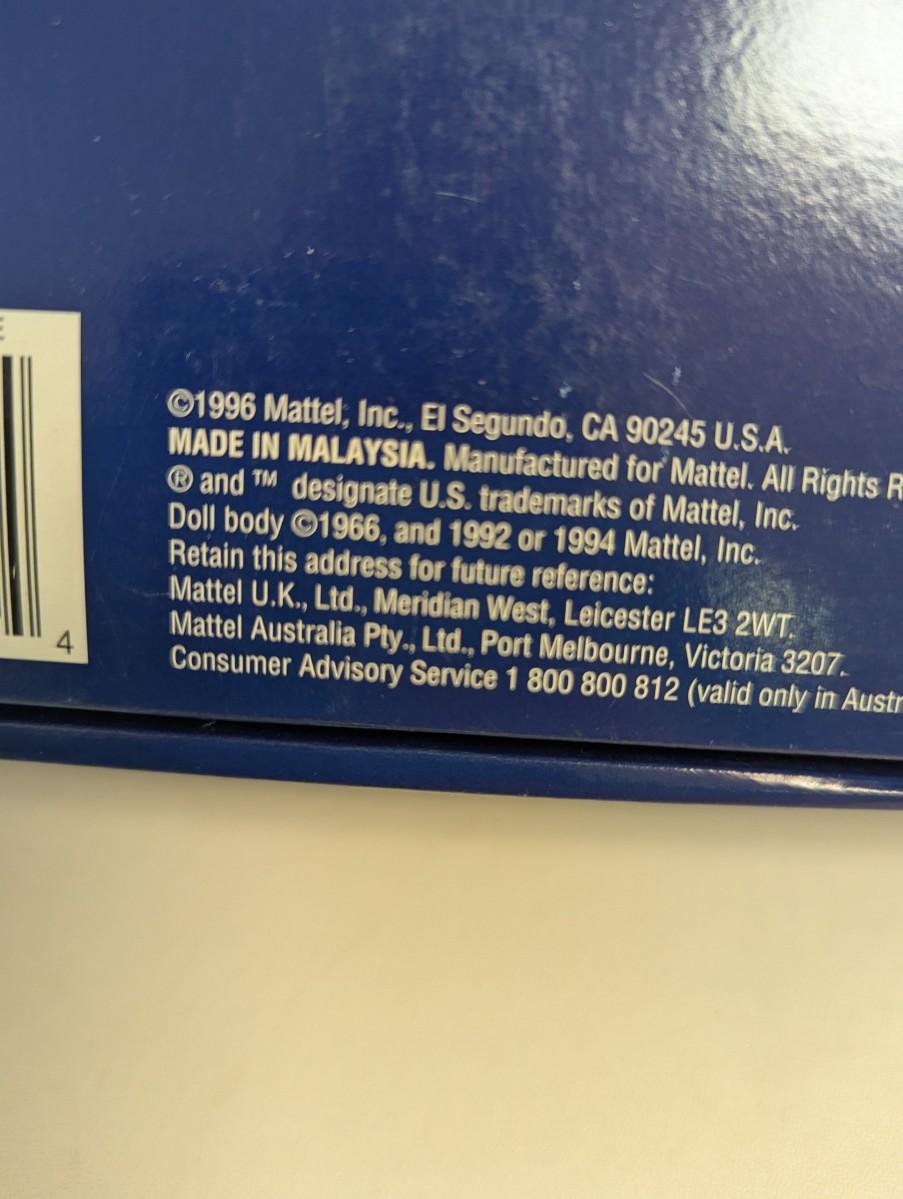 ©1996 Mattel, Inc., El Segundo, CA 90245 U.S.A.
MADE IN MALAYSIA. Manufactured for Mattel. All Rights R
® and ™ designate U.S. trademarks of Mattel, Inc.
Doll body ©1966, and 1992 or 1994 Mattel, Inc.
Retain this address for future reference:
Mattel U.K., Ltd., Meridian West, Leicester LE3 2WT.
Mattel Australia Pty., Ltd., Port Melbourne, Victoria 3207.
Consumer Advisory Service 1 800 800 812 (valid only in Austr
4